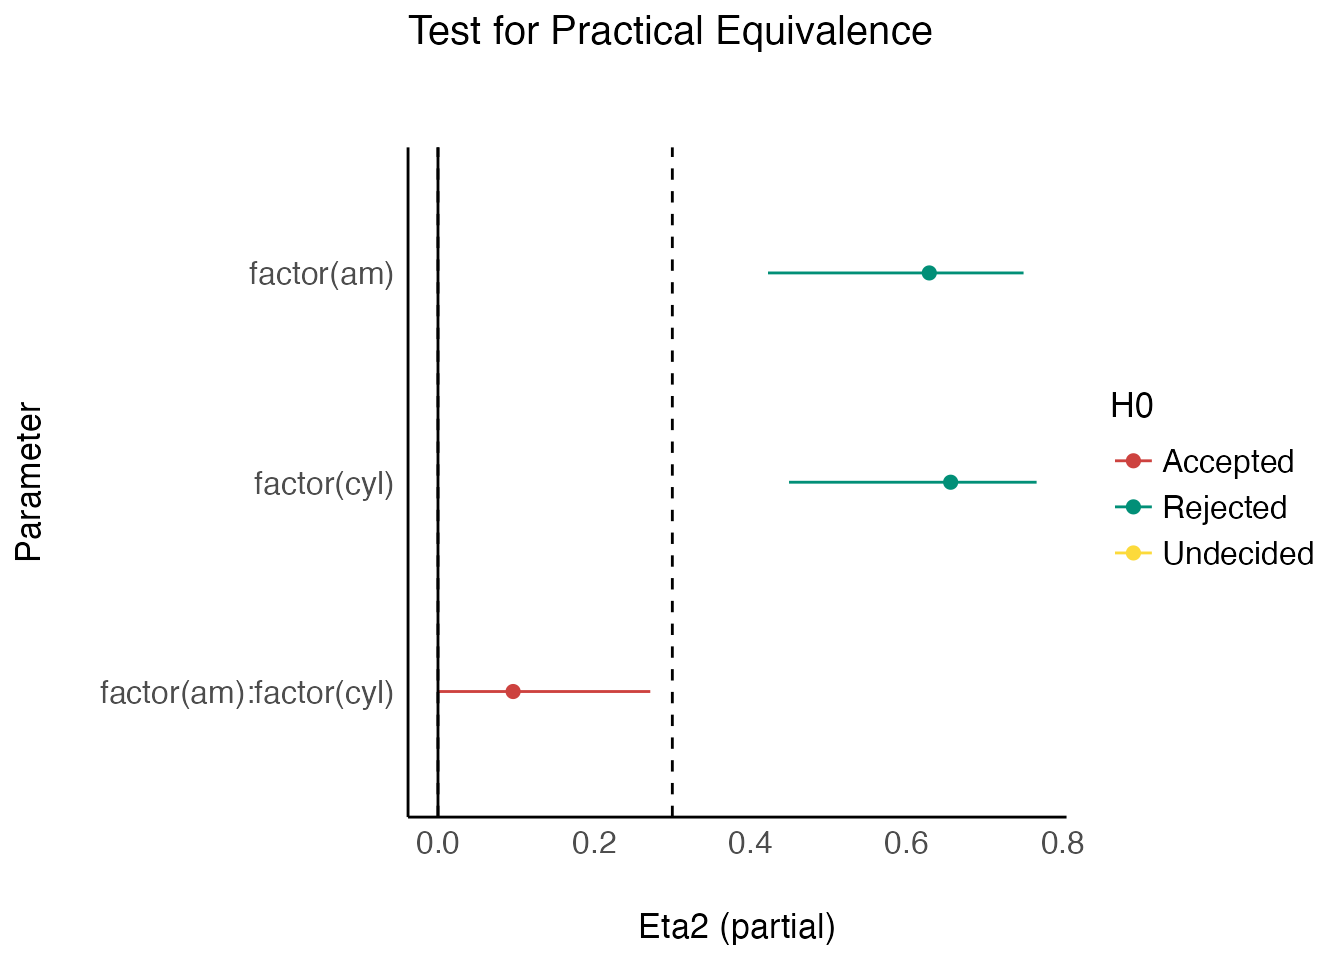 Test for Practical Equivalence
factor(am)
factor(cyl)
factor(am):factor(cyl)
Parameter
0.0 0.2 0.4 0.6 0.8
Eta2 (partial)
H0
Accepted
Rejected
Undecided